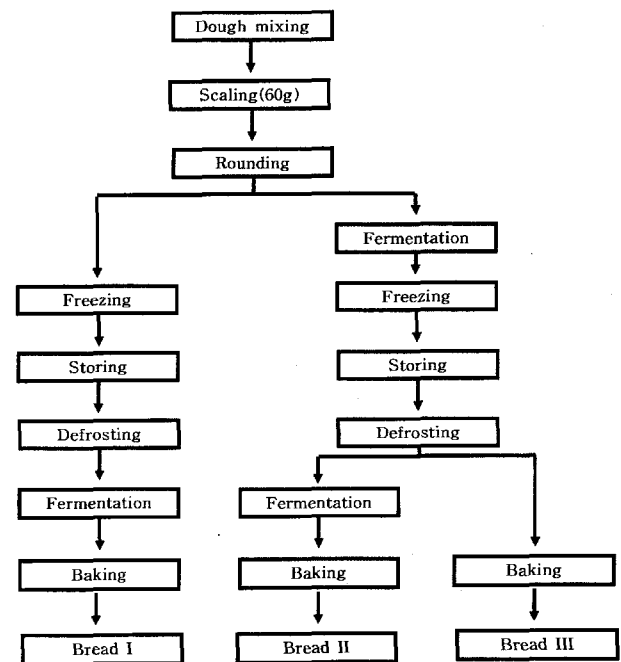 Dough mixing
Scaling(60g)
Rounding
Fermentation
Freezing
Freezing
Storing
Storing
Defrosting
Defrosting
Fermentation
Fermentation
Baking
Baking
Baking
Bread I
Bread II
Bread III